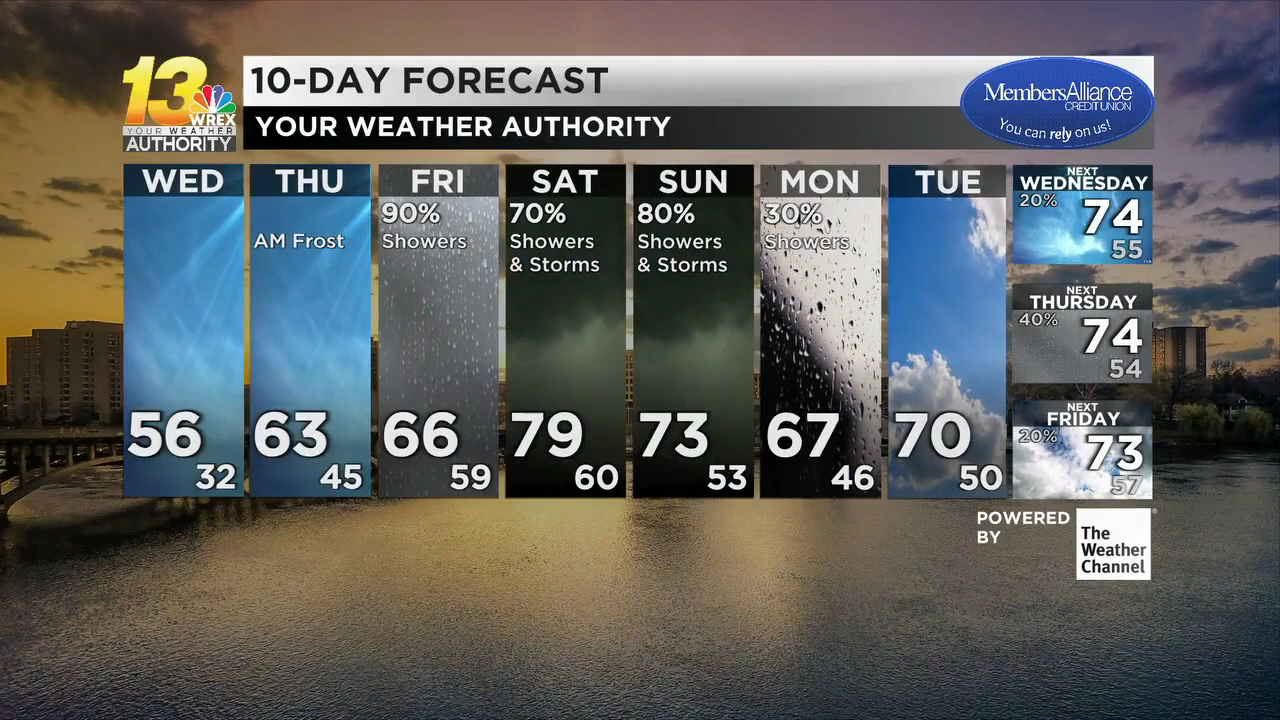 13
WREX
YOUR WEATHER
AUTHORITY
10-DAY FORECAST
YOUR WEATHER AUTHORITY
MembersAlliance
CREDIT UNION
You can rely on us!
WED
56
32
THU
AM Frost
63
45
FRI
90%
Showers
66
59
SAT
70%
Showers
& Storms
79
60
SUN
80%
Showers
& Storms
73
53
MON
30%
Showers
67
46
TUE
70
50
NEXT
WEDNESDAY
20%
74
55
NEXT
THURSDAY
40%
74
54
NEXT
FRIDAY
20%
73
57
POWERED
BY
The
Weather
Channel
®